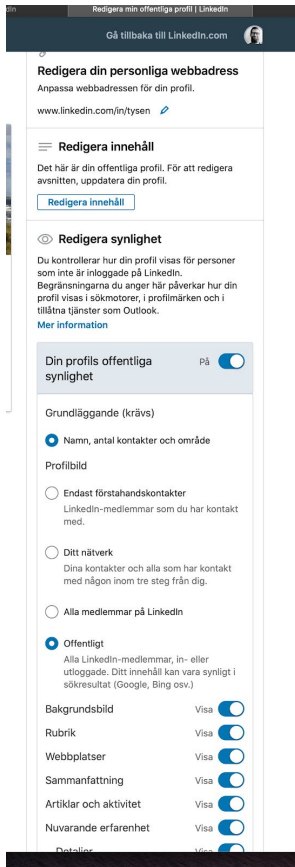 dIn
Redigera min offentliga profil | LinkedIn
Gå tillbaka till LinkedIn.com
Redigera din personliga webbadress
Anpassa webbadressen för din profil.
www.linkedin.com/in/tysen
Redigera innehåll
Det här är din offentliga profil. För att redigera
avsnitten, uppdatera din profil.
Redigera innehåll
Redigera synlighet
Du kontrollerar hur din profil visas för personer
som inte är inloggade på LinkedIn.
Begränsningarna du anger här påverkar hur din
profil visas i sökmotorer, i profilmärken och i
tillåtna tjänster som Outlook.
Mer information
Din profils offentliga
synlighet
På
Grundläggande (krävs)
Namn, antal kontakter och område
Profilbild
Endast förstahandskontakter
LinkedIn-medlemmar som du har kontakt
med.
Ditt nätverk
Dina kontakter och alla som har kontakt
med någon inom tre steg från dig.
Alla medlemmar på LinkedIn
Offentligt
Alla LinkedIn-medlemmar, in- eller
utloggade. Ditt innehåll kan vara synligt i
sökresultat (Google, Bing osv.)
Bakgrundsbild Visa
Rubrik Visa
Webbplatser Visa
Sammanfattning Visa
Artiklar och aktivitet Visa
Nuvarande erfarenhet Visa
Detaljer Visa